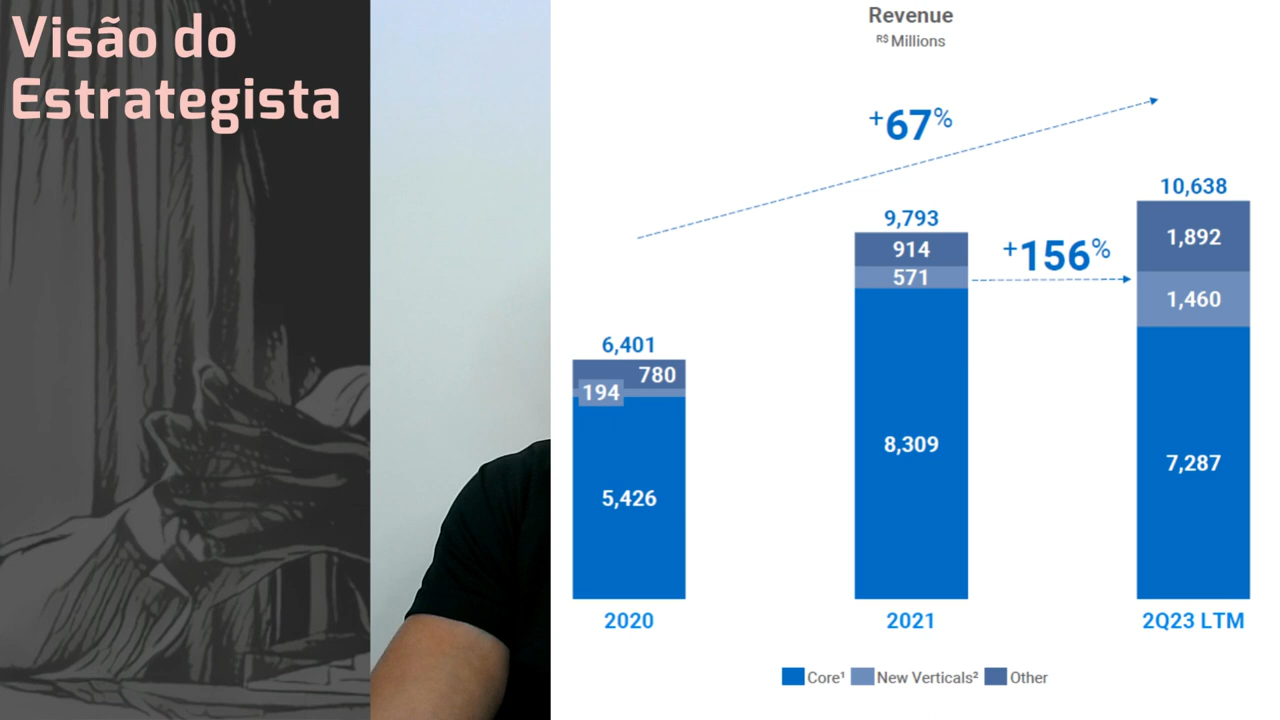 Visão do
Estrategista
Revenue
R$ Millions
+67%
10,638
9,793
1,892
914
+156%
571
1,460
6,401
780
194
8,309
7,287
5,426
2020
2021
2Q23 LTM
Core¹
New Verticals²
Other